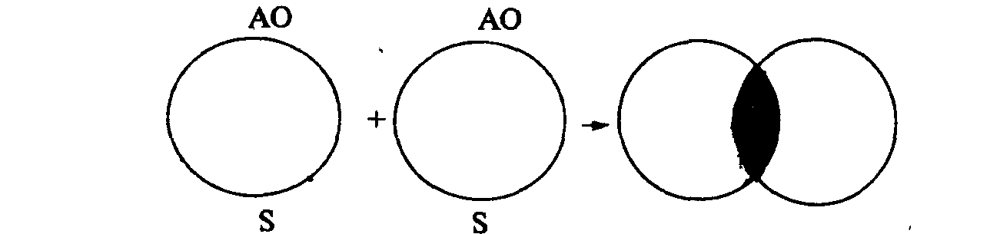 AO AO
+ →
S S